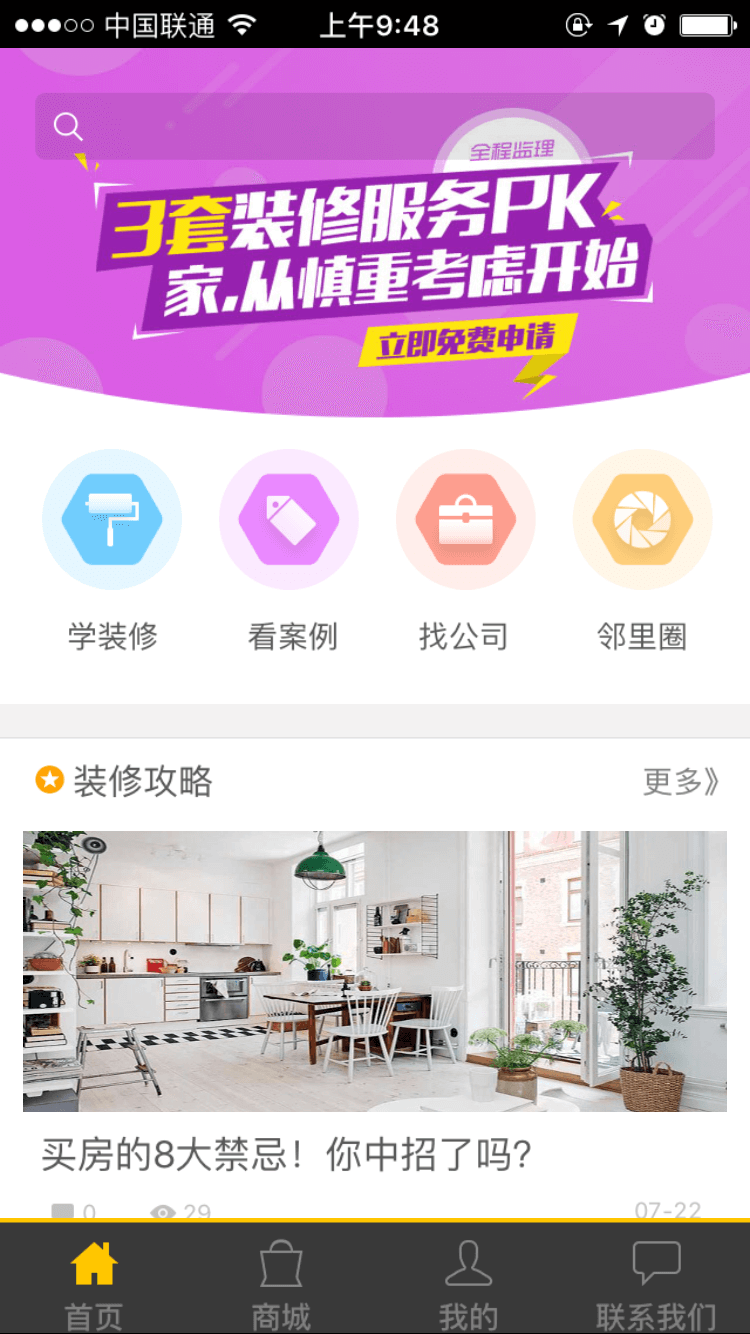 中国联通
上午9:48
全程监理
3套装修服务PK
家,从慎重考虑开始
立即免费申请
学装修
看案例
找公司
邻里圈
装修攻略
更多》
买房的8大禁忌！你中招了吗?
0
29
07-22
首页
商城
我的
联系我们